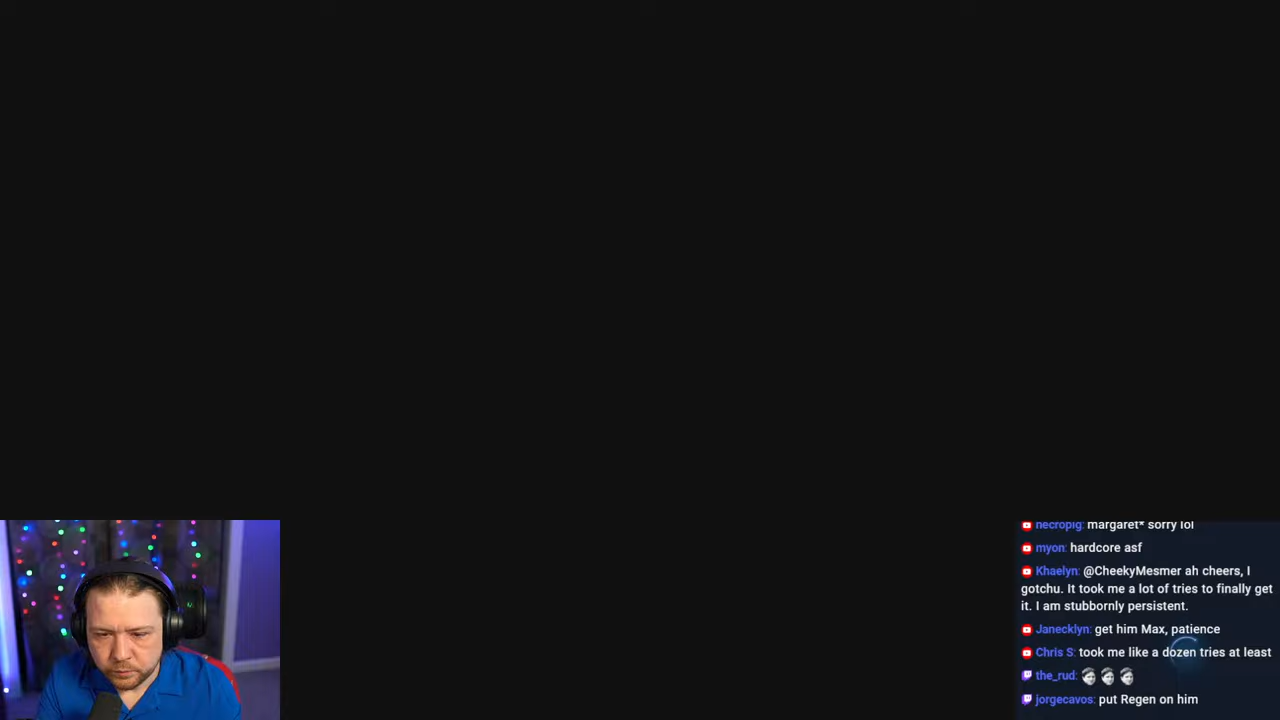 necropig: margaret* sorry lol
myon: hardcore asf
Khaelyn: @CheekyMesmer ah cheers, I
gotchu. It took me a lot of tries to finally get
it. I am stubbornly persistent.
Janecklyn: get him Max, patience
Chris S: took me like a dozen tries at least
the_rud:
jorgecavos: put Regen on him